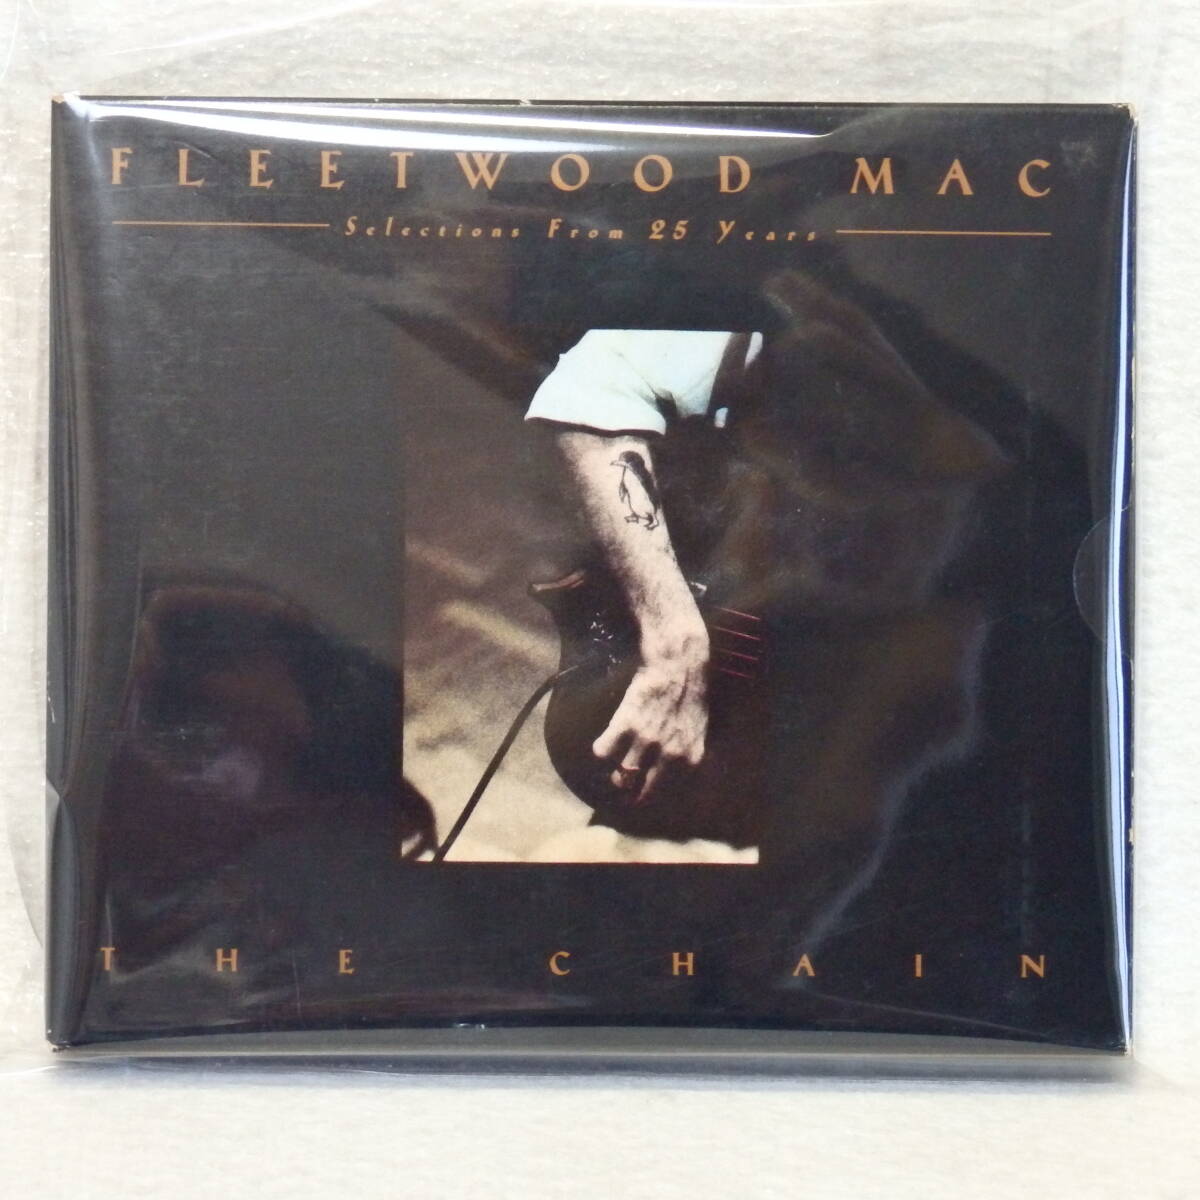 FLEETWOOD MAC
Selections From 25 Years
THE CHAIN